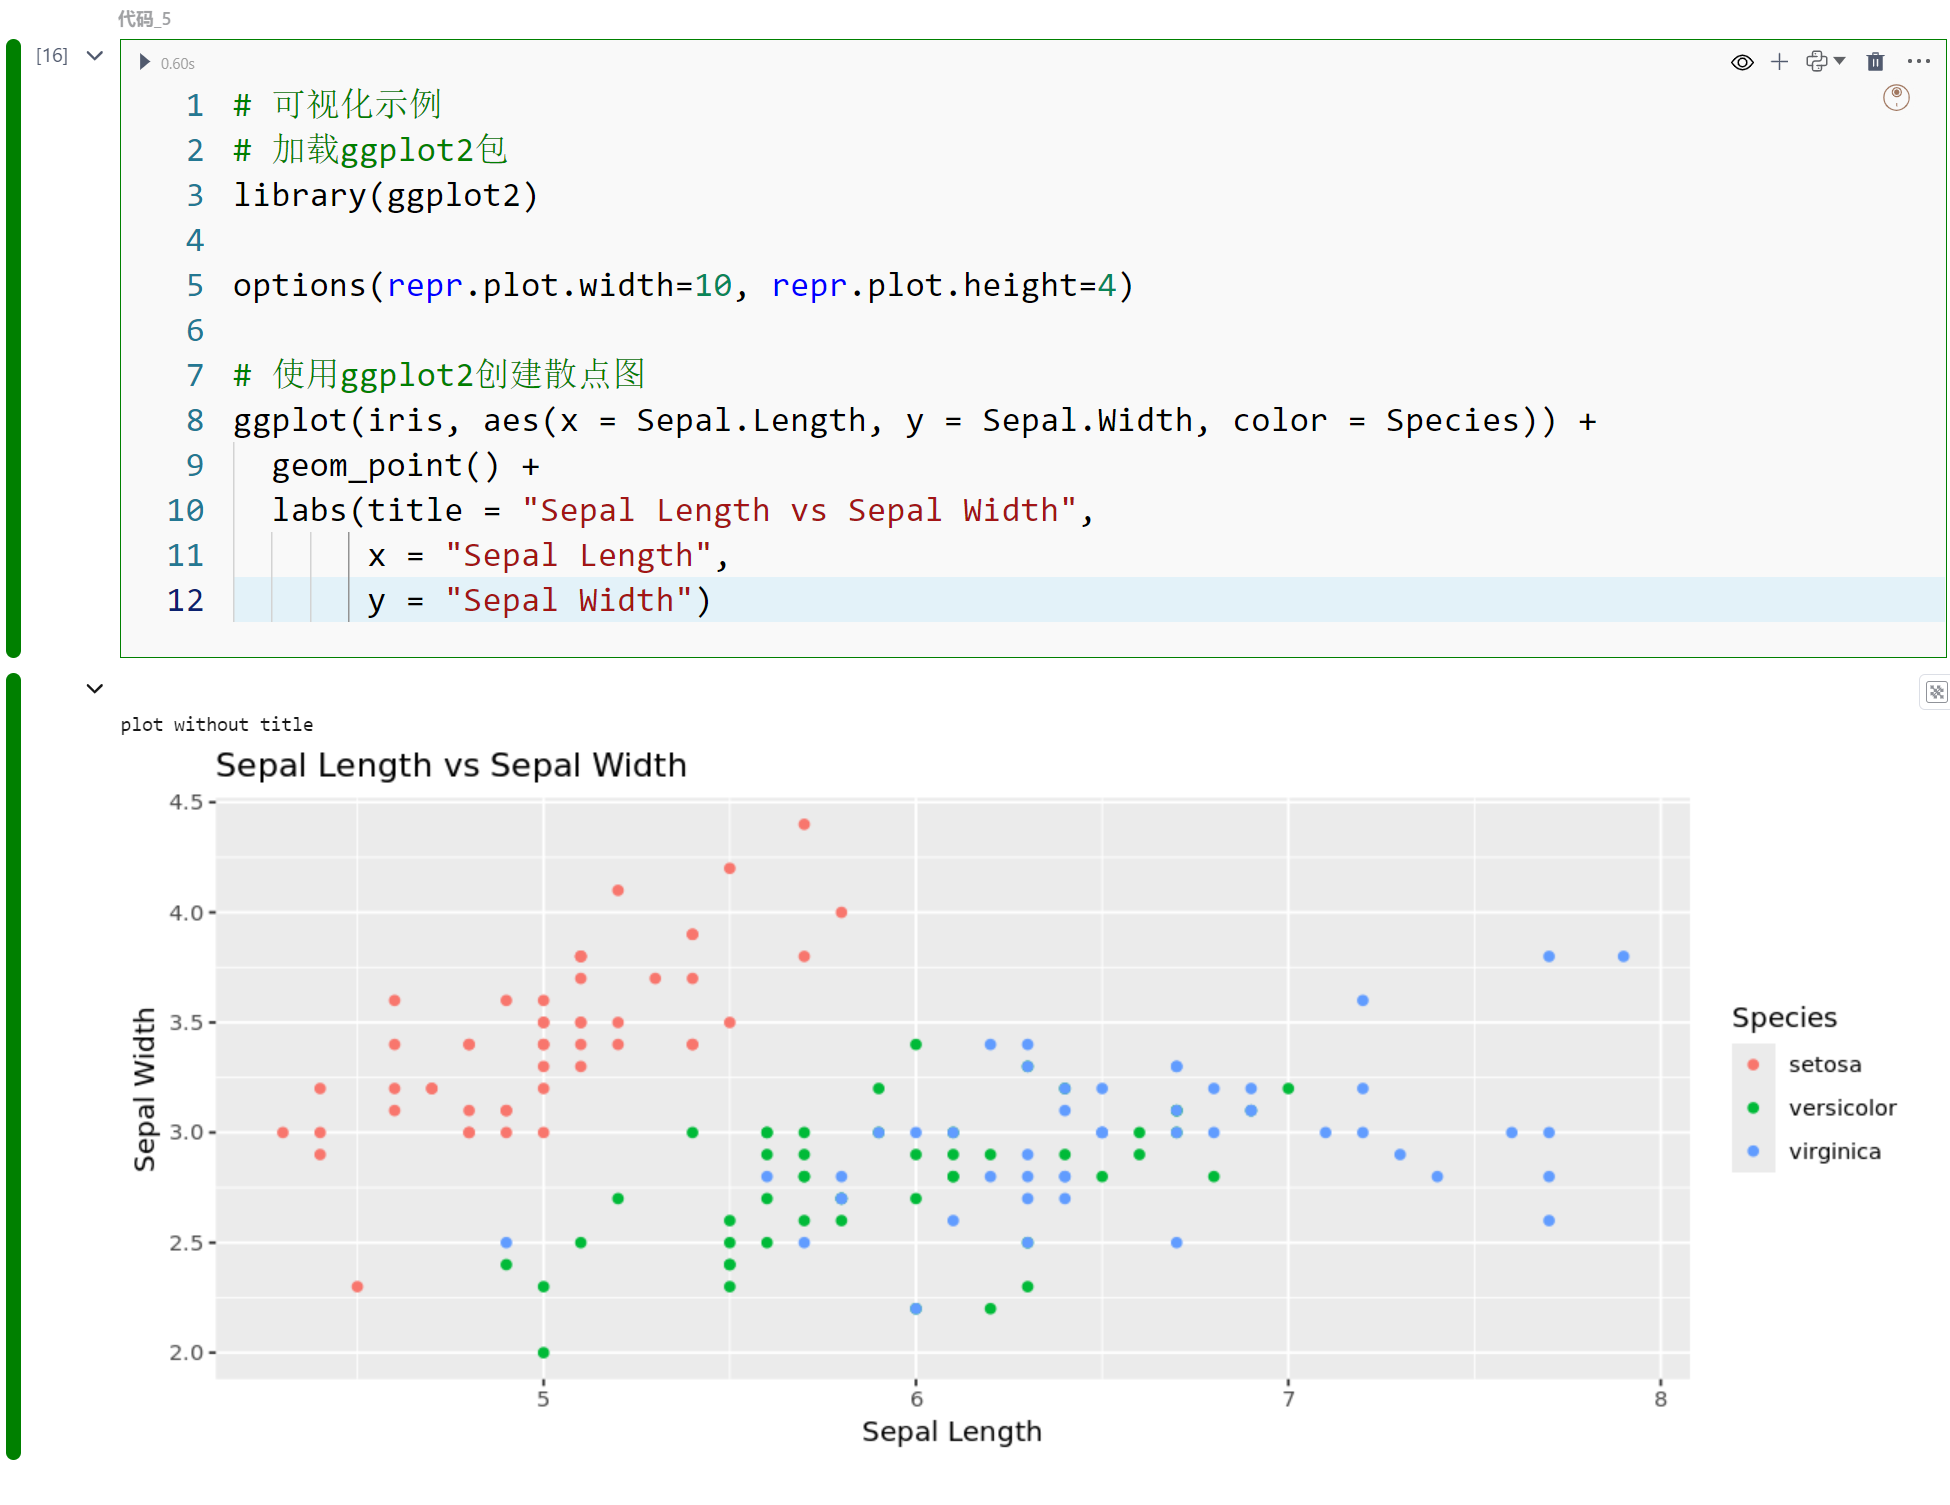 代码_5
[16]
0.60s
1 # 可视化示例
2 # 加载ggplot2包
3 library(ggplot2)
4
5 options(repr.plot.width=10, repr.plot.height=4)
6
7 # 使用ggplot2创建散点图
8 ggplot(iris, aes(x = Sepal.Length, y = Sepal.Width, color = Species)) +
9 geom_point() +
10 labs(title = "Sepal Length vs Sepal Width",
11 x = "Sepal Length",
12 y = "Sepal Width")
plot without title
Sepal Length vs Sepal Width
4.5
4.0
3.5
3.0
2.5
2.0
Sepal Width
5 6 7 8
Sepal Length
Species
setosa
versicolor
virginica